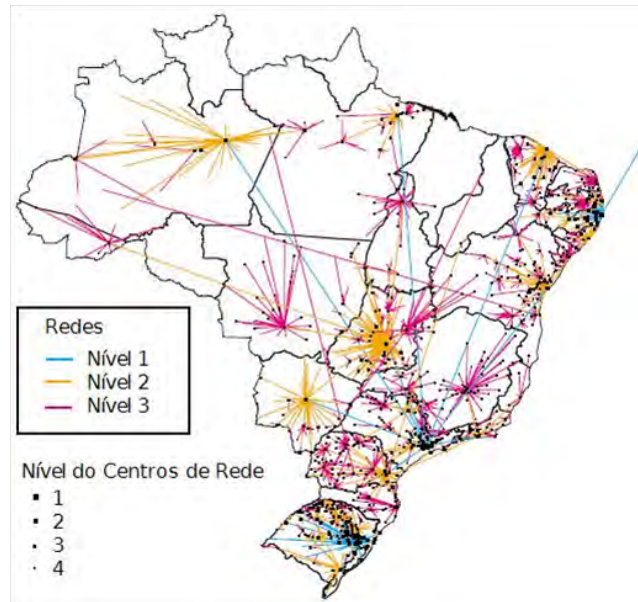 Redes
Nível 1
Nível 2
Nível 3
Nível do Centros de Rede
1
2
3
4